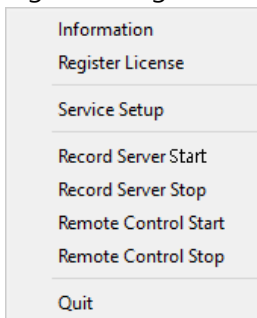 Information
Register License
Service Setup
Record Server Start
Record Server Stop
Remote Control Start
Remote Control Stop
Quit